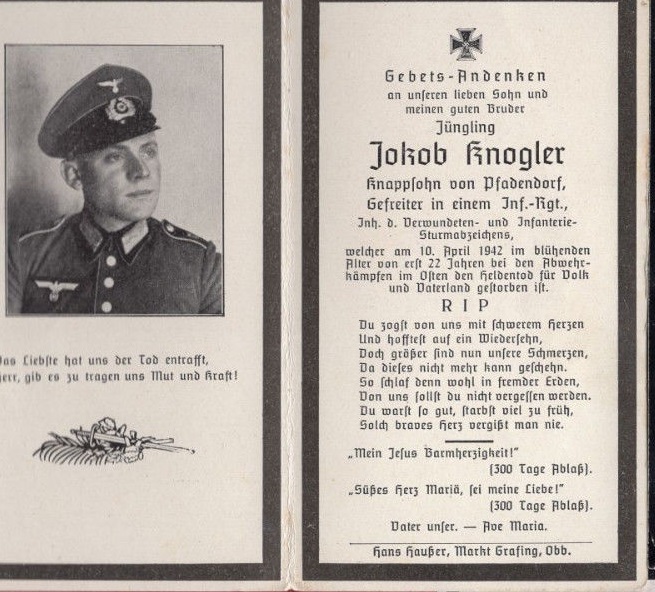 das Liebste hat uns der Tod entrafft,
Herr, gib es zu tragen uns Mut und Kraft!
Gebets-Andenken
an unseren lieben Sohn und
meinen guten Bruder
Jüngling
Jokob Knogler
Knappsohn von Pfadendorf,
Gefreiter in einem Inf.-Rgt.,
Inh. d. Verwundeten- und Infanterie-
Sturmabzeichens,
welcher am 10. April 1942 im blühenden
Alter von erst 22 Jahren bei den Abwehr-
kämpfen im Osten den Heldentod für Volk
und Vaterland gestorben ist.
R I P
Du zogst von uns mit schwerem Herzen
Und hofftest auf ein Wiedersehn,
Doch größer sind nun unsere Schmerzen,
Da dieses nicht mehr kann geschehn.
So schlaf denn wohl in fremder Erden,
Von uns sollst du nicht vergessen werden.
Du warst so gut, starbst viel zu früh,
Solch braves Herz vergißt man nie.
„Mein Jesus Barmherzigkeit!"
(300 Tage Ablaß).
„Süßes Herz Mariä, sei meine Liebe!"
(300 Tage Ablaß).
Vater unser. — Ave Maria.
Hans Haußer, Markt Grafing, Obb.